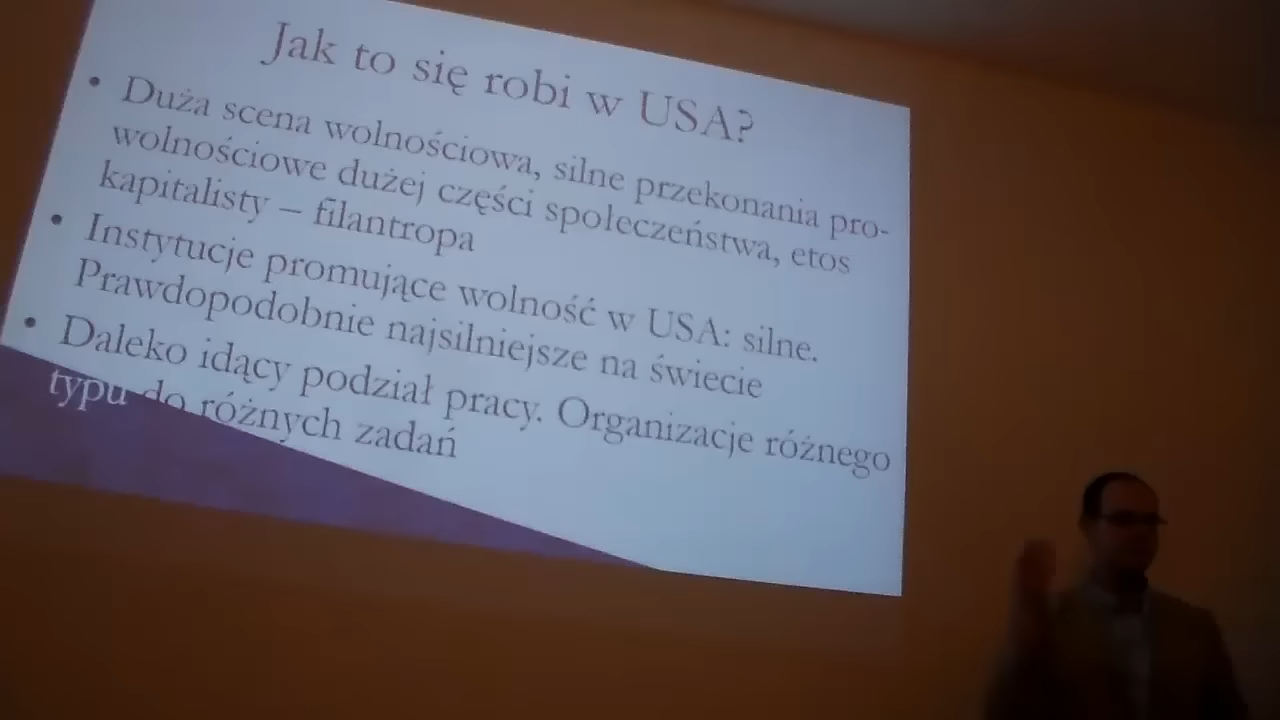 Jak to się robi w USA?
• Duża scena wolnościowa, silne przekonania pro-
wolnościowe dużej części społeczeństwa, etos
kapitalisty – filantropa
• Instytucje promujące wolność w USA: silne.
Prawdopodobnie najsilniejsze na świecie
• Daleko idący podział pracy. Organizacje różnego
typu do różnych zadań